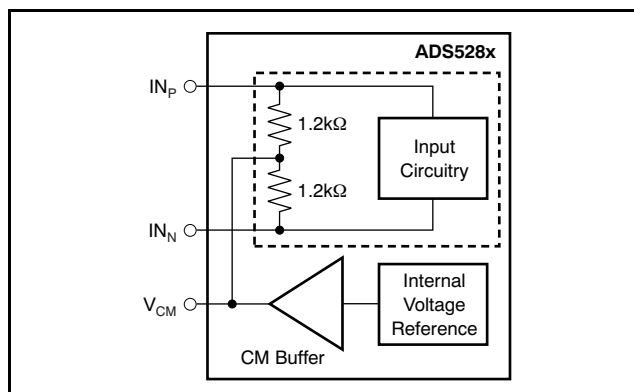 ADS528x
IN_P
1.2kΩ
Input
Circuitry
1.2kΩ
IN_N
Internal
Voltage
Reference
V_CM
CM Buffer